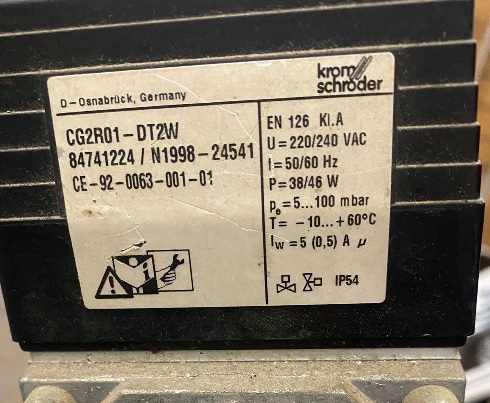 krom
schröder
D-Osnabrück, Germany
CG2R01-DT2W
84741224 / N1998-24541
CE-92-0063-001-01
EN 126 Kl.A
U=220/240 VAC
f=50/60 Hz
P=38/46 W
pe=5...100 mbar
T= -10...+60°C
Iw=5 (0,5) A µ
i
IP54